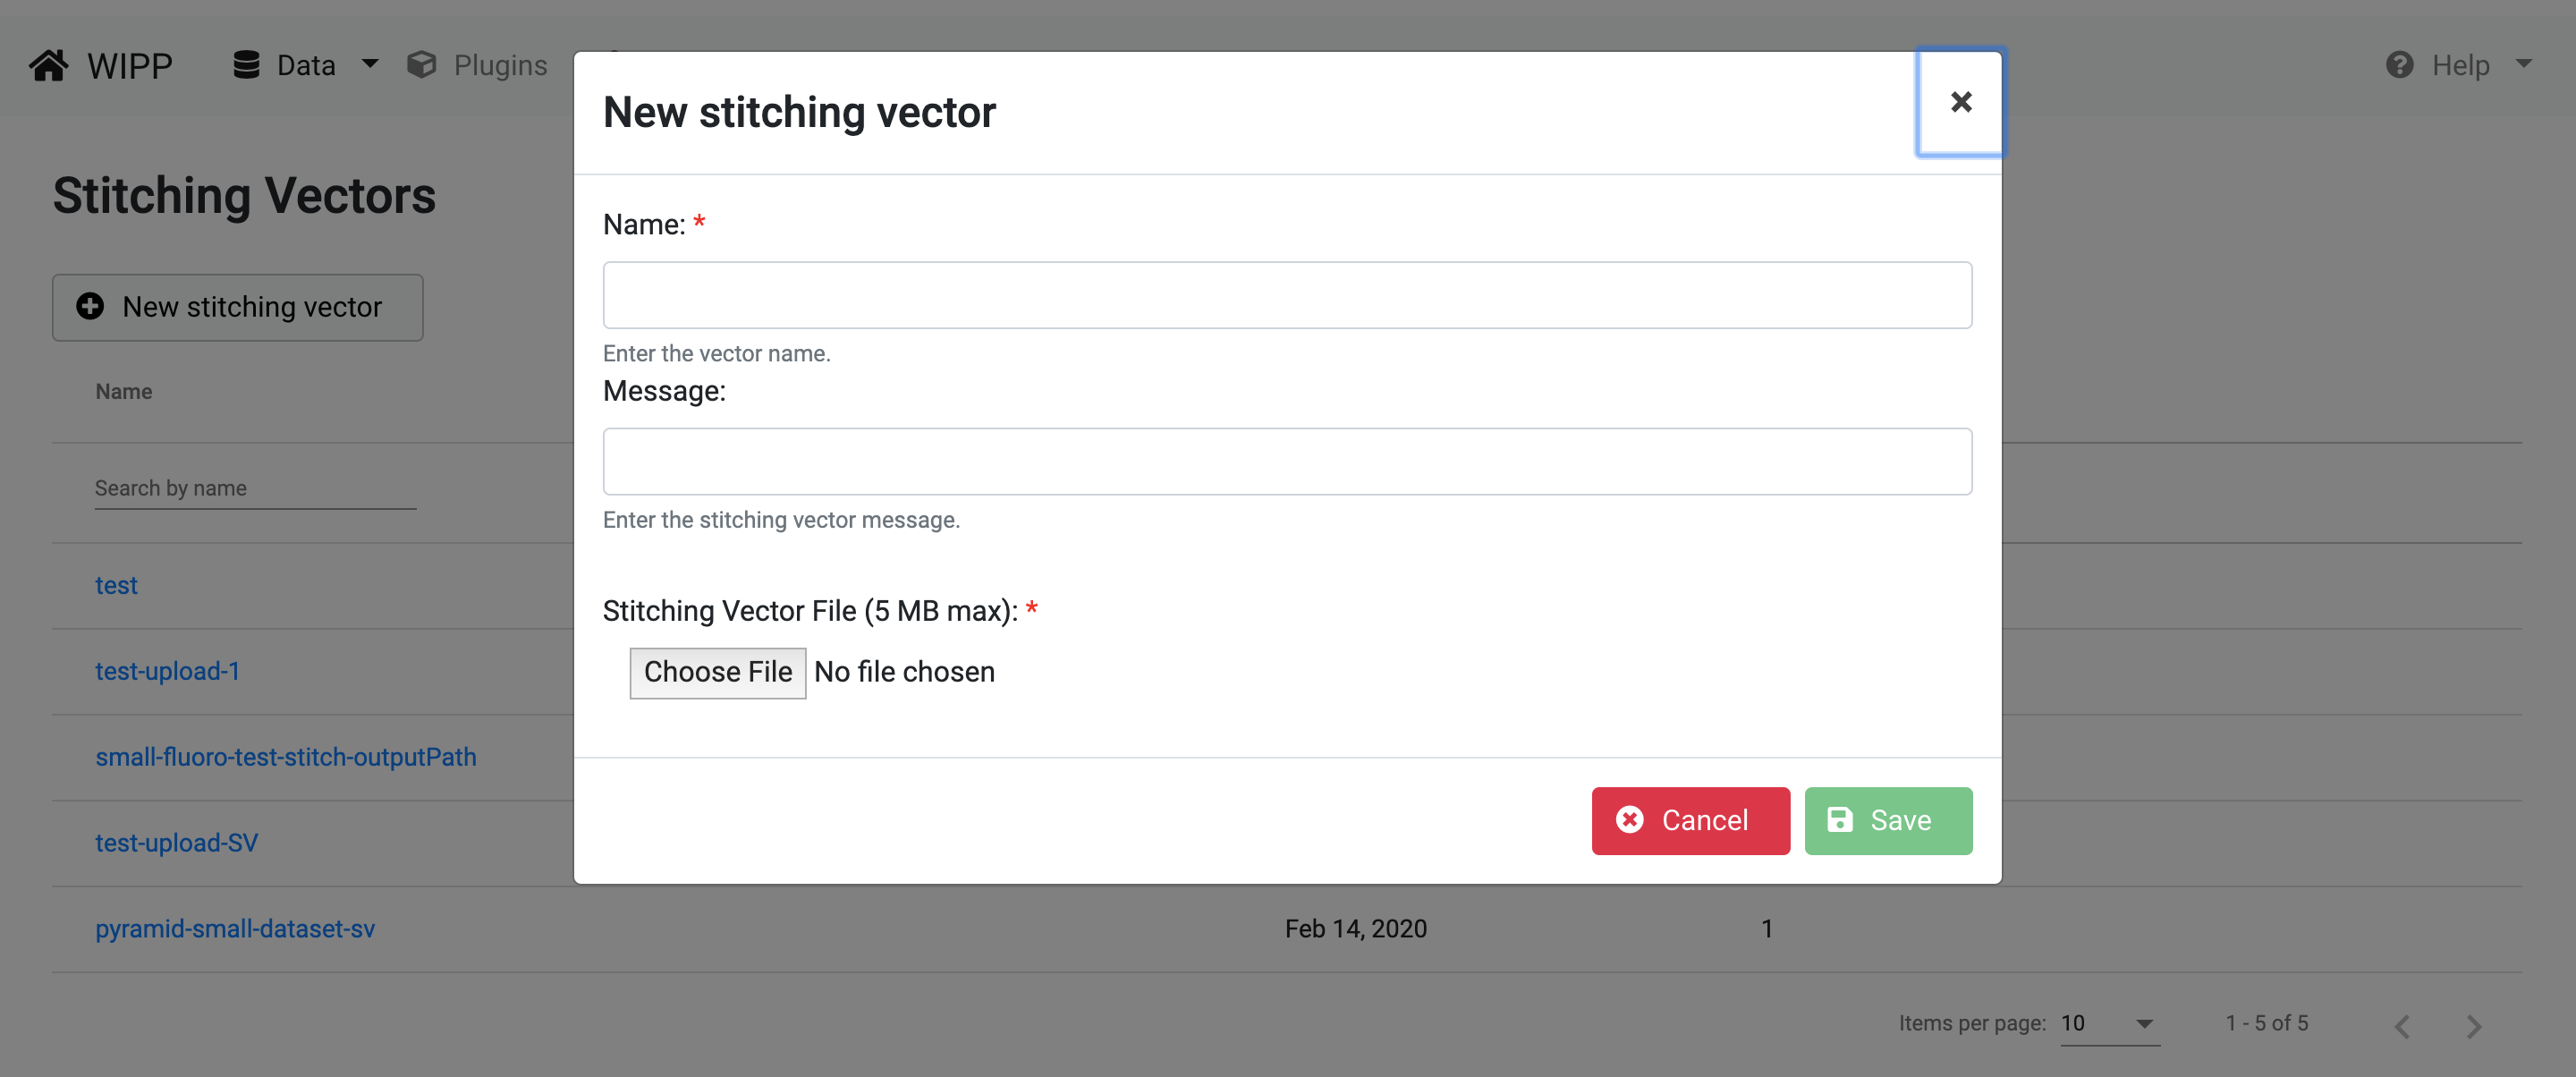 WIPP Data Plugins Help
New stitching vector
Stitching Vectors
Name: *
New stitching vector
Enter the vector name.
Message:
Name
Search by name
Enter the stitching vector message.
test
Stitching Vector File (5 MB max): *
test-upload-1
Choose File No file chosen
small-fluoro-test-stitch-outputPath
Cancel Save
test-upload-SV
pyramid-small-dataset-sv Feb 14, 2020 1
Items per page: 10 1 - 5 of 5